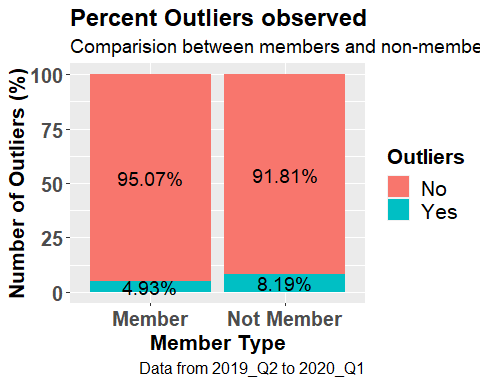 Percent Outliers observed
Comparision between members and non-membe
Number of Outliers (%)
100
75
50
25
0
95.07%
91.81%
4.93%
8.19%
Member
Not Member
Member Type
Outliers
No
Yes
Data from 2019_Q2 to 2020_Q1